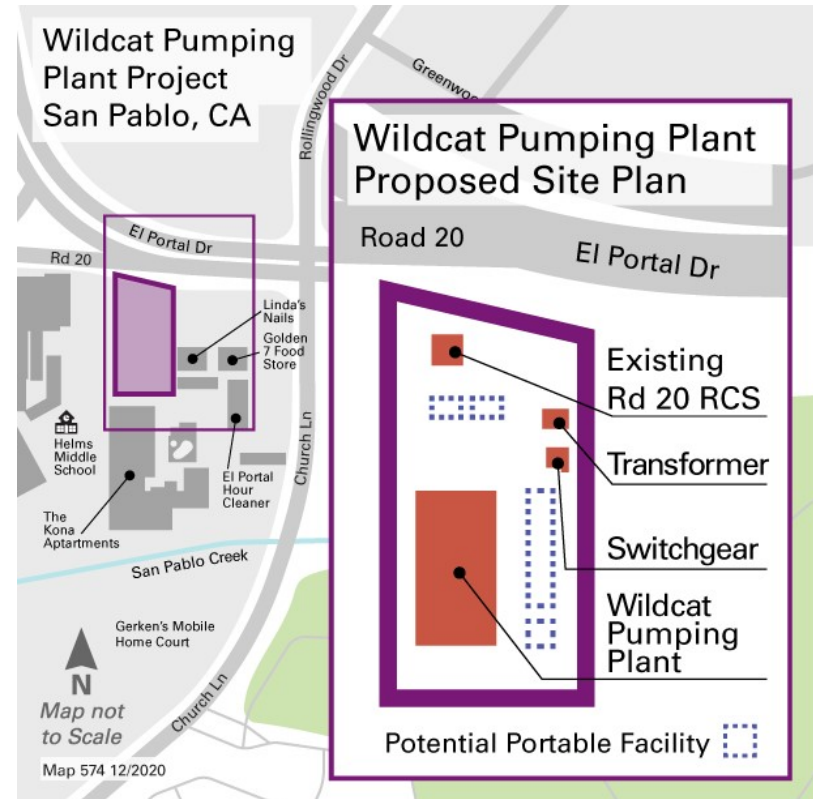 Wildcat Pumping
Plant Project
San Pablo, CA
Rollingwood Dr
Greenwoo
El Portal Dr
Rd 20
Linda's
Nails
Golden
7 Food
Store
Helms
Middle
School
El Portal
Hour
Cleaner
Church Ln
The
Kona
Aptartments
San Pablo Creek
Gerken's Mobile
Home Court
Church Ln
N
Map not
to Scale
Map 574 12/2020
Wildcat Pumping Plant
Proposed Site Plan
Road 20
El Portal Dr
Existing
Rd 20 RCS
Transformer
Switchgear
Wildcat
Pumping
Plant
Potential Portable Facility